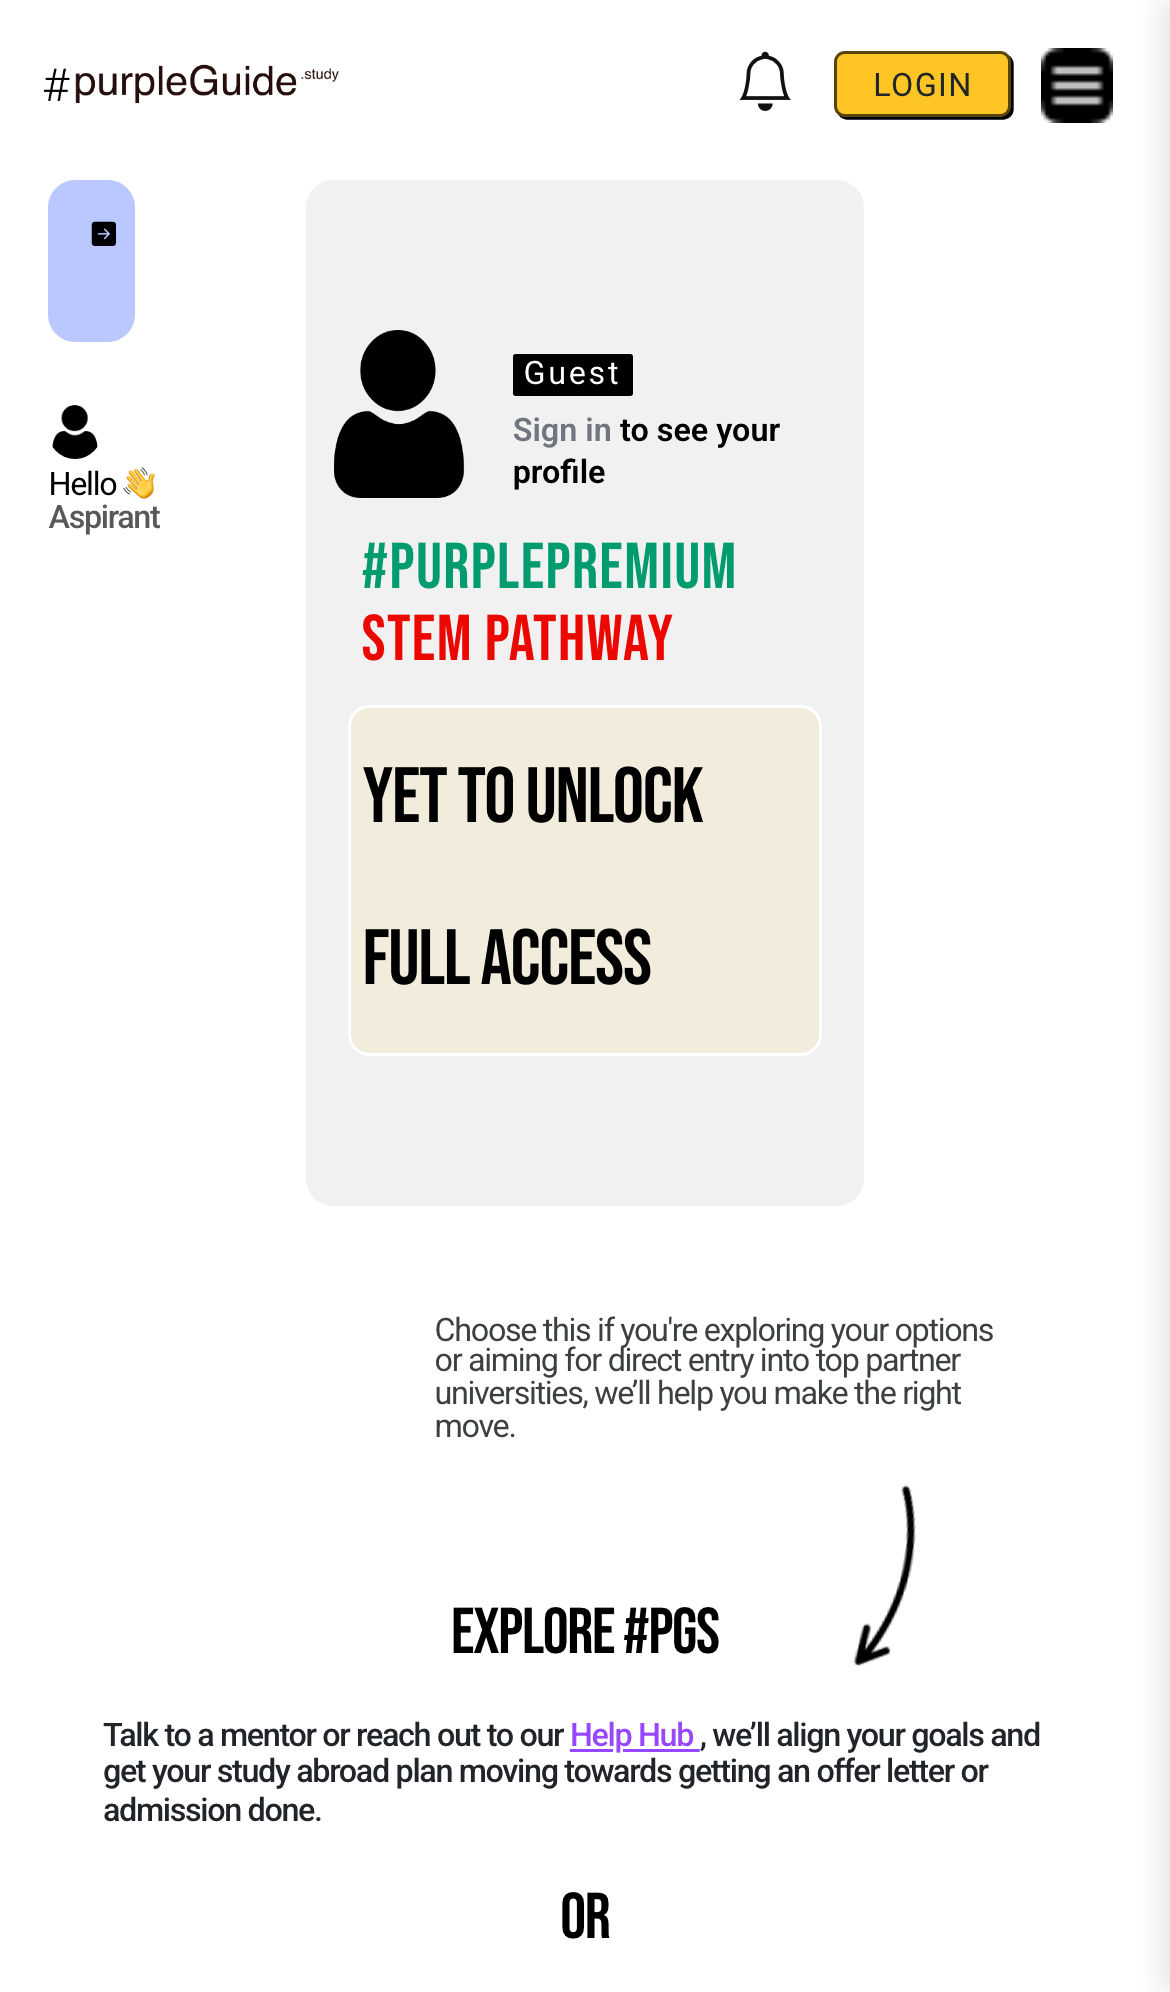 #purpleGuide.study
LOGIN
Guest
Sign in to see your
profile
Hello 👋
Aspirant
#PURPLEPREMIUM
STEM PATHWAY
YET TO UNLOCK
FULL ACCESS
Choose this if you're exploring your options
or aiming for direct entry into top partner
universities, we’ll help you make the right
move.
EXPLORE #PGS
Talk to a mentor or reach out to our Help Hub , we’ll align your goals and
get your study abroad plan moving towards getting an offer letter or
admission done.
OR